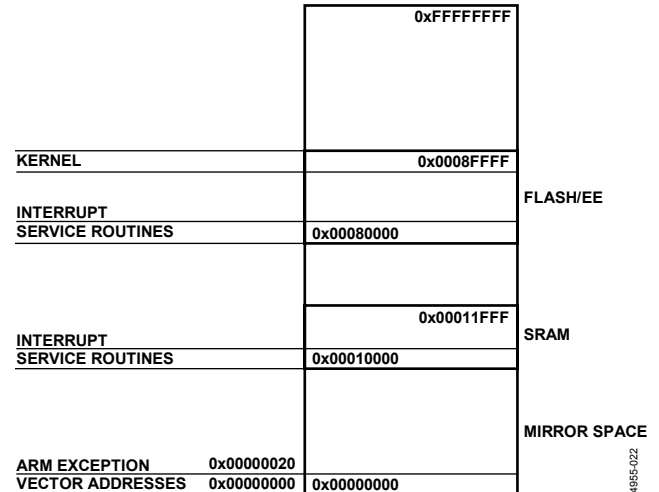 0xFFFFFFFF
KERNEL 0x0008FFFF
FLASH/EE
INTERRUPT
SERVICE ROUTINES 0x00080000
0x00011FFF
SRAM
INTERRUPT
SERVICE ROUTINES 0x00010000
MIRROR SPACE
ARM EXCEPTION 0x00000020
VECTOR ADDRESSES 0x00000000 0x00000000
4955-022